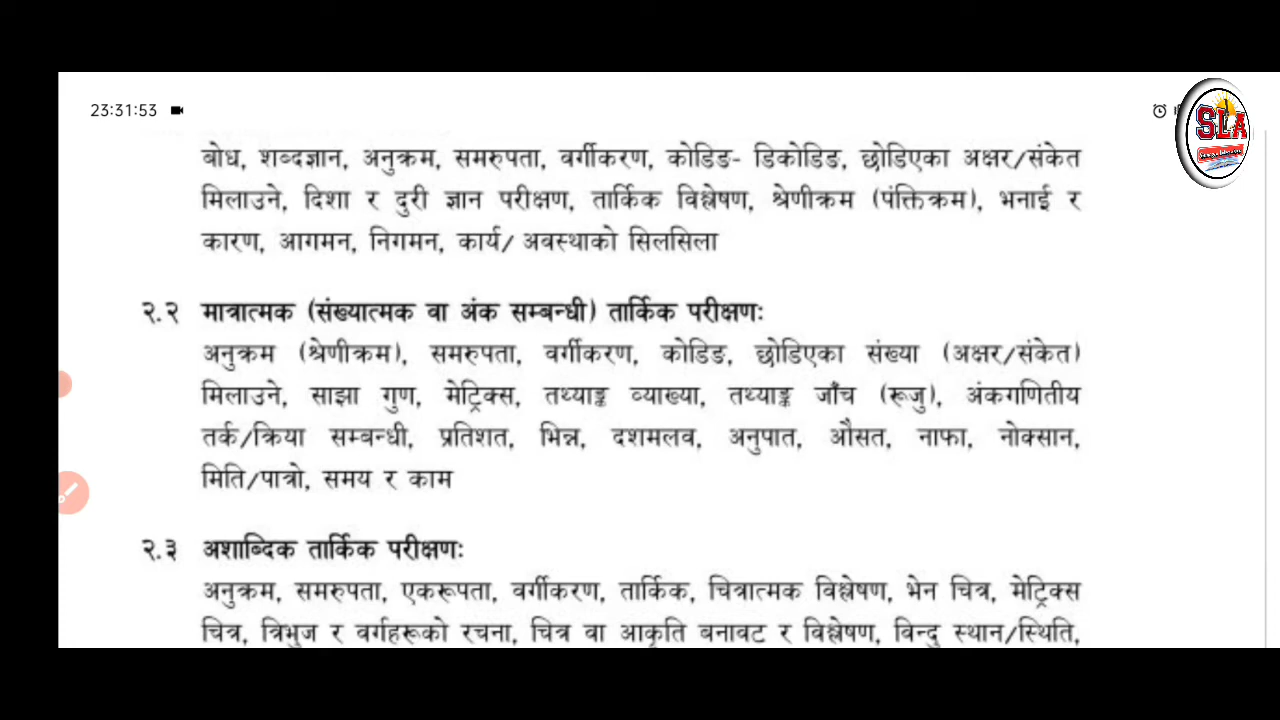 23:31:53
SLA
बोध, शब्दज्ञान, अनुक्रम, समरुपता, वर्गीकरण, कोडिङ- डिकोडिङ, छोडिएका अक्षर/संकेत
मिलाउने, दिशा र दुरी ज्ञान परीक्षण, तार्किक विश्लेषण, श्रेणीक्रम (पंक्तिक्रम), भनाई र
कारण, आगमन, निगमन, कार्य/ अवस्थाको सिलसिला
२.२ मात्रात्मक (संख्यात्मक वा अंक सम्बन्धी) तार्किक परीक्षणः
अनुक्रम (श्रेणीक्रम), समरुपता, वर्गीकरण, कोडिङ, छोडिएका संख्या (अक्षर/संकेत)
मिलाउने, साझा गुण, मेट्रिक्स, तथ्याङ्क व्याख्या, तथ्याङ्क जाँच (रूजु), अंकगणितीय
तर्क/क्रिया सम्बन्धी, प्रतिशत, भिन्न, दशमलव, अनुपात, औसत, नाफा, नोक्सान,
मिति/पात्रो, समय र काम
२.३ अशाब्दिक तार्किक परीक्षणः
अनुक्रम, समरुपता, एकरूपता, वर्गीकरण, तार्किक, चित्रात्मक विश्लेषण, भेन चित्र, मेट्रिक्स
चित्र, त्रिभुज र वर्गहरूको रचना, चित्र वा आकृति बनावट र विश्लेषण, विन्दु स्थान/स्थिति,